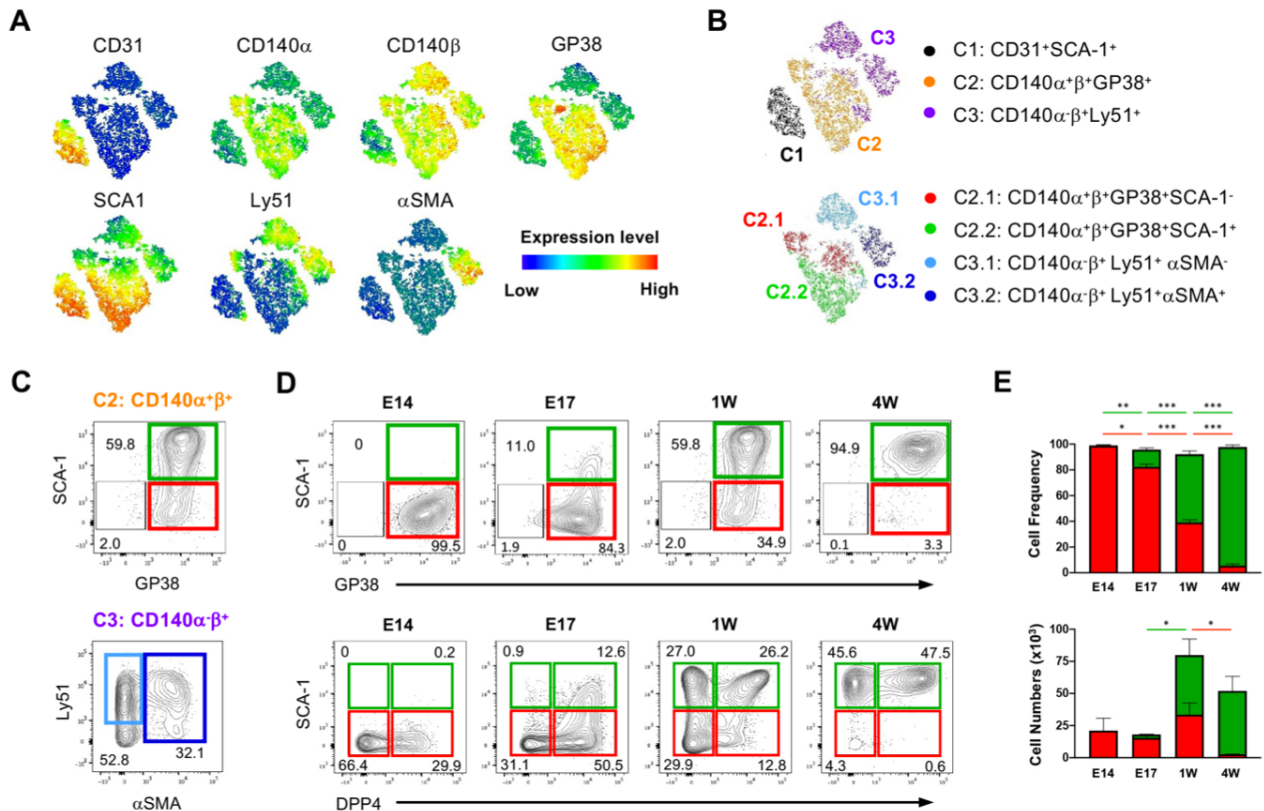 A
CD31 CD140α CD140β GP38
SCA1 Ly51 αSMA
Expression level
Low High
B
C3
C1
C2
C1: CD31⁺SCA-1⁺
C2: CD140α⁺β⁺GP38⁺
C3: CD140α⁻β⁺Ly51⁺
C3.1
C2.1
C3.2
C2.2
C2.1: CD140α⁺β⁺GP38⁺SCA-1⁻
C2.2: CD140α⁺β⁺GP38⁺SCA-1⁺
C3.1: CD140α⁻β⁺ Ly51⁺ αSMA⁻
C3.2: CD140α⁻β⁺ Ly51⁺αSMA⁺
C
C2: CD140α⁺β⁺
SCA-1
59.8
2.0
GP38
C3: CD140α⁻β⁺
Ly51
52.8 32.1
αSMA
D
E14 E17 1W 4W
SCA-1
0 11.0 59.8 94.9
0 99.5 1.9 84.3 2.0 34.9 0.1 3.3
GP38
E14 E17 1W 4W
SCA-1
0 0.2 0.9 12.6 27.0 26.2 45.6 47.5
66.4 29.9 31.1 50.5 29.9 12.8 4.3 0.6
DPP4
E
** *** ***
* *** ***
Cell Frequency
100
80
60
40
20
0
E14 E17 1W 4W
* *
Cell Numbers (x10³)
100
75
50
25
0
E14 E17 1W 4W